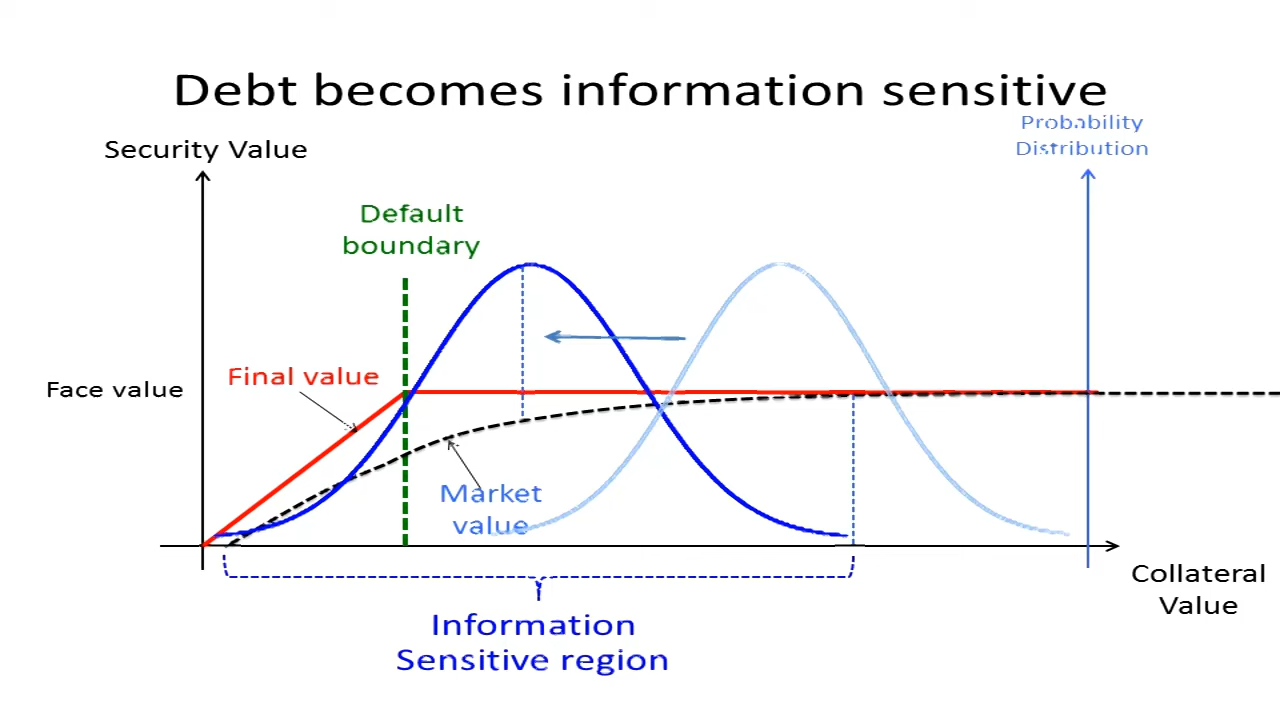 Debt becomes information sensitive
Probability
Distribution
Security Value
Default
boundary
Final value
Face value
Market
value
Collateral
Value
Information
Sensitive region